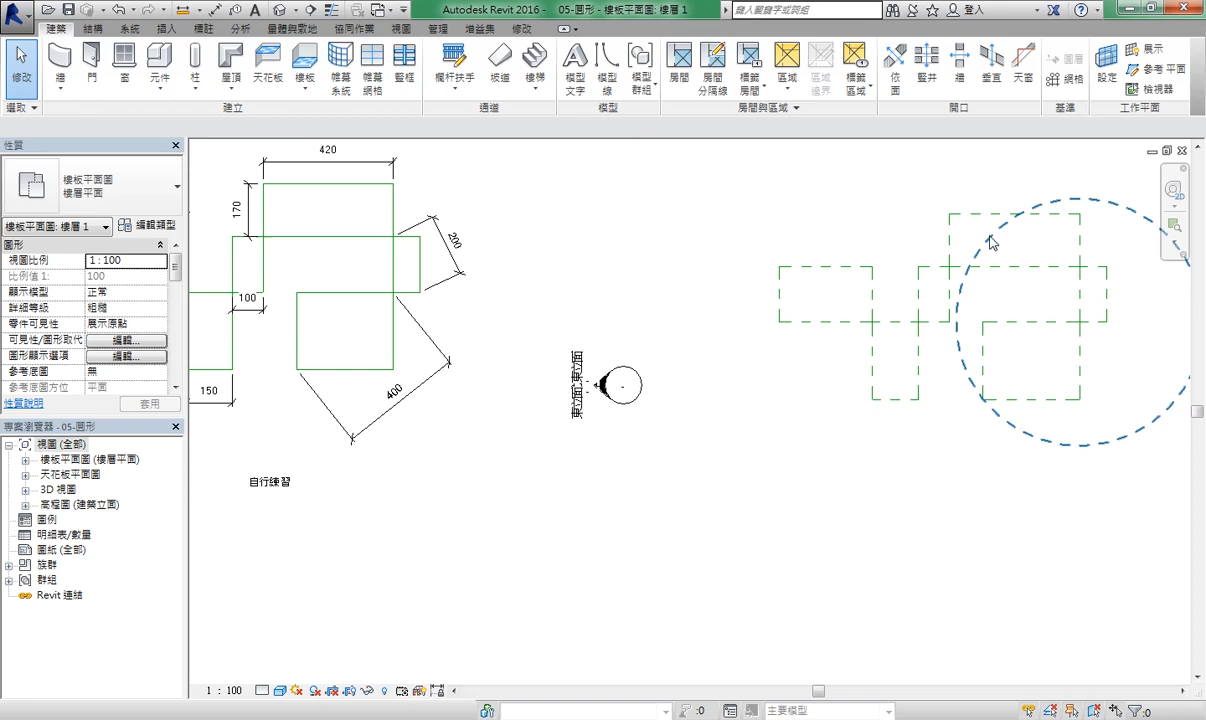 Autodesk Revit 2016 - 05-圓形 - 樓板平面圖: 樓層 1
鍵入關鍵字或詞組
登入
建築 結構 系統 插入 標註 分析 量體與敷地 協同作業 視圖 管理 增益集 修改
修改 牆 門 窗 元件 柱 屋頂 天花板 樓板 帷幕系統 帷幕網格 豎框 欄杆扶手 坡道 樓梯 模型文字 模型線 模型群組 房間 房間分隔線 標籤房間 區域 區域邊界 標籤區域 依面 豎井 牆 垂直 天窗 樓層 網格 設定 展示 參考 平面 檢視器
選取 建立 通道 模型 房間與區域 開口 基準 工作平面
性質
樓板平面圖
樓層平面
樓板平面圖: 樓層 1 編輯類型
圖形
視圖比例 1 : 100
比例值 1: 100
顯示模型 正常
詳細等級 粗糙
零件可見性 展示原點
可見性/圖形取代 編輯...
圖形顯示選項 編輯...
參考底圖 無
參考底圖方位 平面
性質說明 套用
專案瀏覽器 - 05-圓形
視圖 (全部)
樓板平面圖 (樓層平面)
天花板平面圖
3D 視圖
高程圖 (建築立面)
圖例
明細表/數量
圖紙 (全部)
族群
群組
Revit 連結
420
170
200
100
150
400
東立面
東立面
自行練習
2D
1 : 100
:0
主要模型
:0